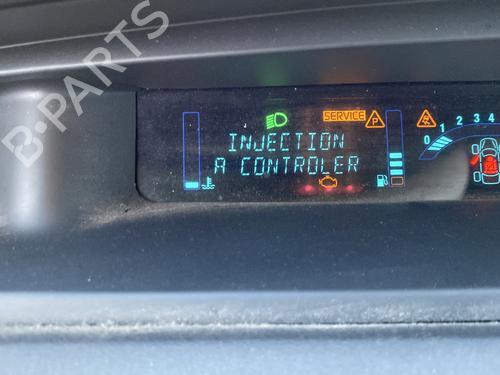 B-PARTS
SERVICE P
0 1 2 3 4
INJECTION
A CONTROLER